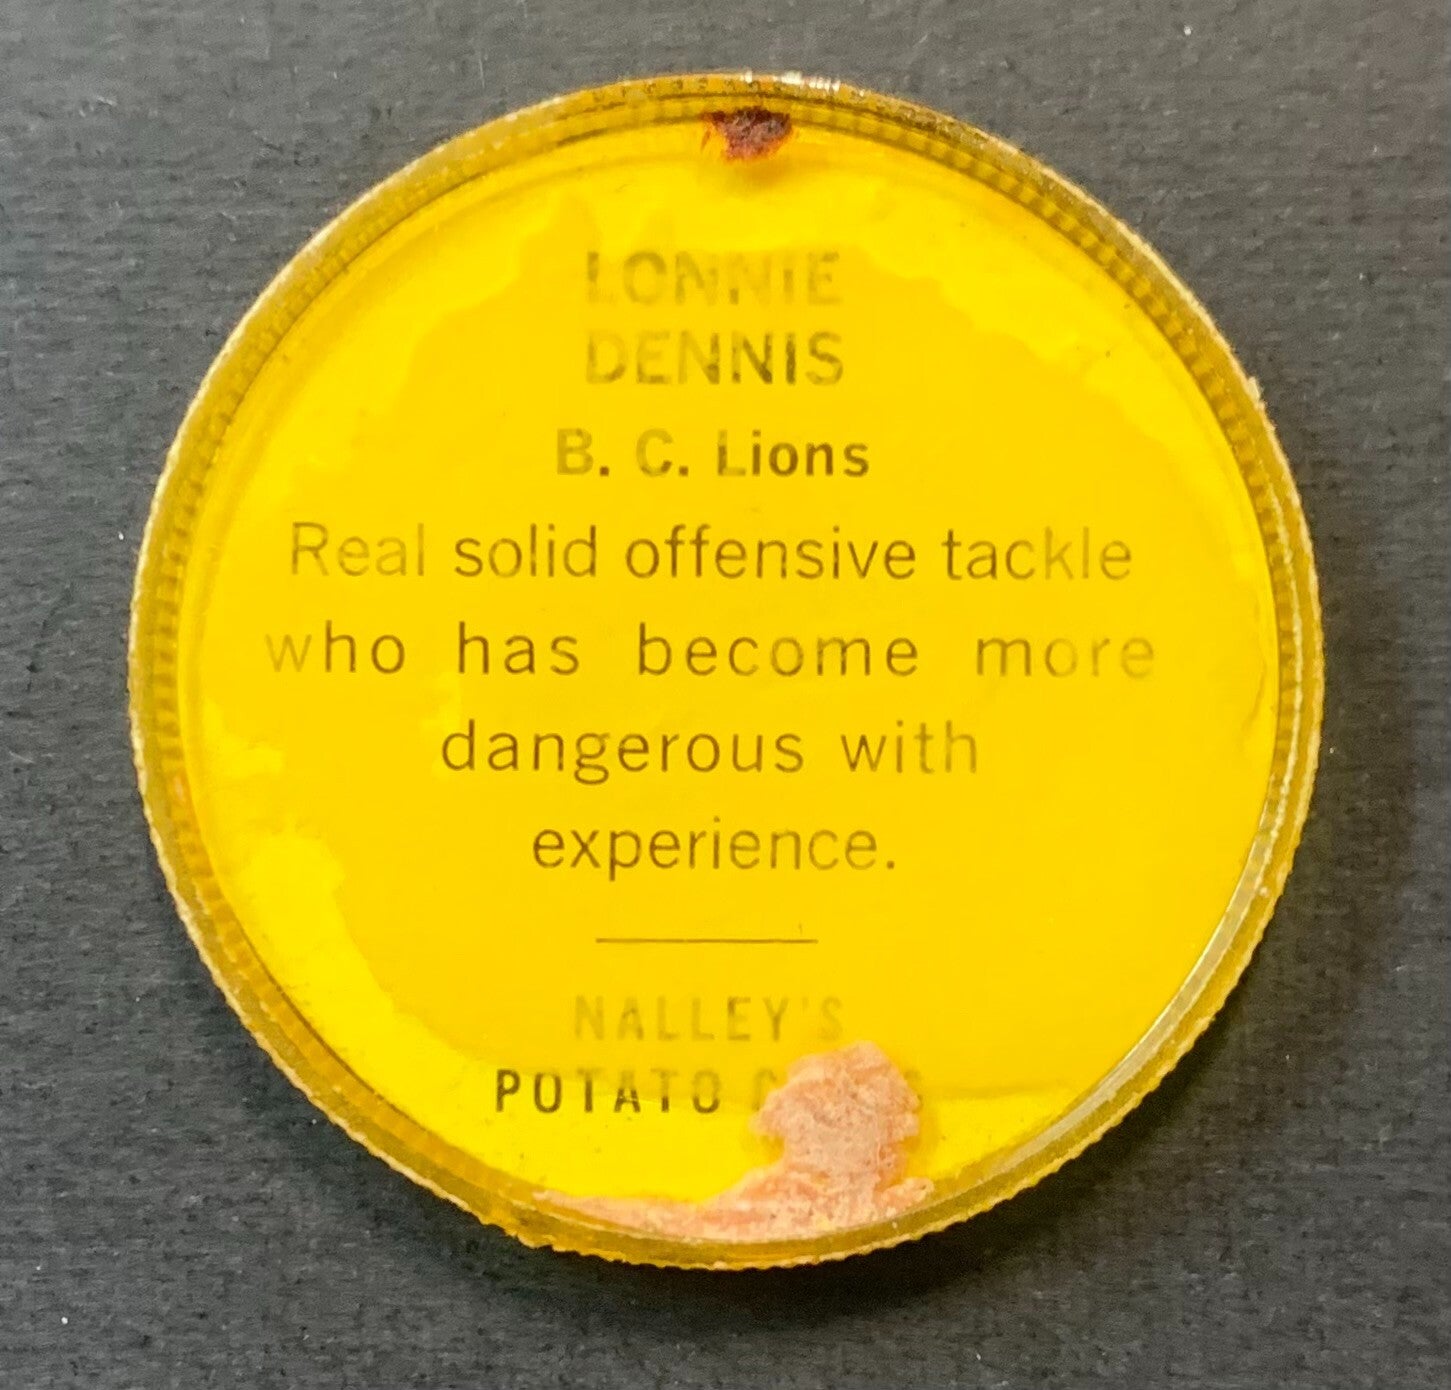 LONNIE
DENNIS
B. C. Lions
Real solid offensive tackle
who has become more
dangerous with
experience.
NALLEY'S
POTATO